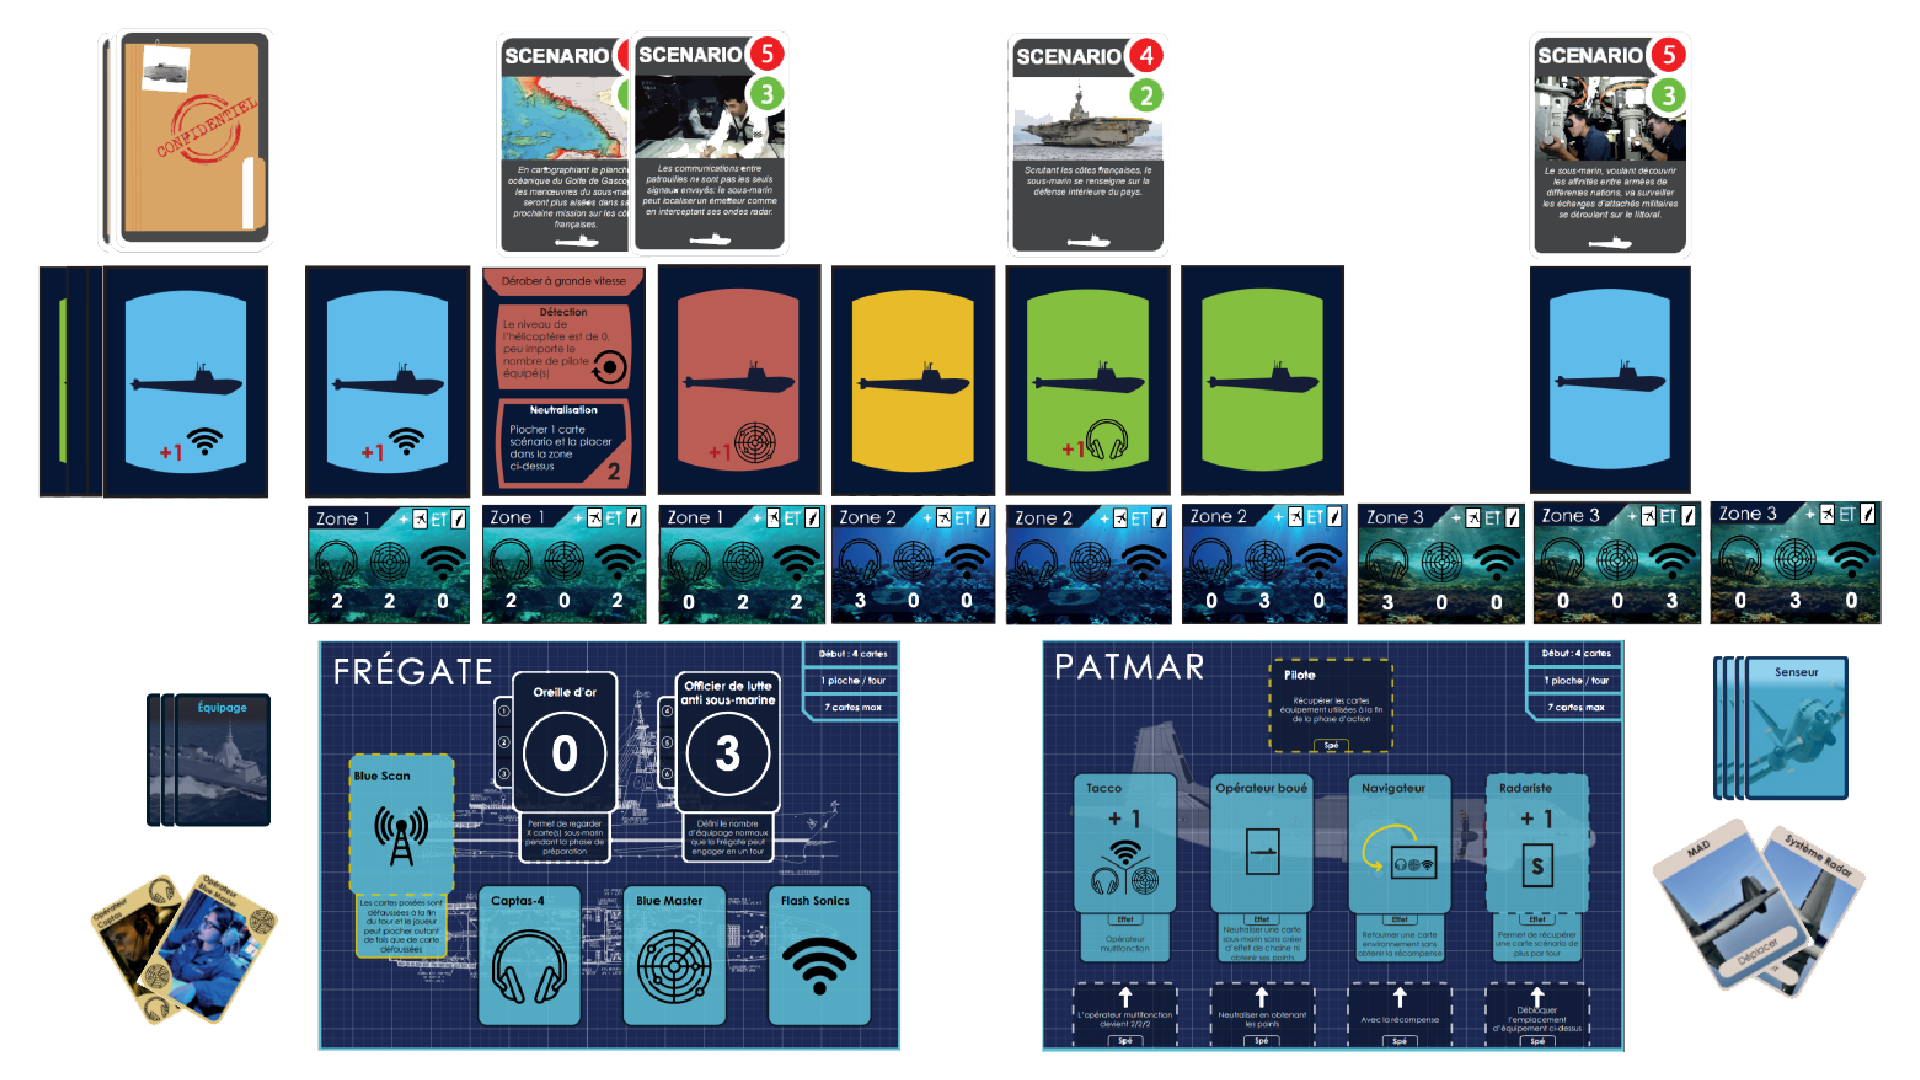 CONFIDENTIEL
SCENARIO
En cartographiant le planche
océanique du Golfe de Gasco
les manœuvres du sous-ma
seront plus aisées dans sa
prochaine mission sur les cô
françaises.
SCENARIO 5
3
Les communications entre
patrouilles ne sont pas les seuls
signaux envoyés: le sous-marin
peut localiser un émetteur comme
en interceptant ses ondes radar.
SCENARIO 4
2
Scrutant les côtes françaises, le
sous-marin se renseigne sur la
défense intérieure du pays.
SCENARIO 5
3
Le sous-marin, voulant découvrir
les affinités entre armées de
différentes nations, va surveiller
les échanges d'attachés militaires
se déroulant sur le littoral.
+1
+1
Dérober à grande vitesse
Détection
Le niveau de
l'hélicoptère est de 0,
peu importe le
nombre de pilote
équipé(s)
Neutralisation
Piocher 1 carte
scénario et la placer
dans la zone
ci-dessus
2
+1
+1
Zone 1 + ET
2 2 0
Zone 1 + ET
2 0 2
Zone 1 + ET
0 2 2
Zone 2 + ET
3 0 0
Zone 2 + ET
Zone 2 + ET
0 3 0
Zone 3 + ET
3 0 0
Zone 3 + ET
0 0 3
Zone 3 + ET
0 3 0
Équipage
Opérateur
Captas
Opérateur
Blue Master
FRÉGATE
Début : 4 cartes
1 pioche / tour
7 cartes max
Oreille d'or
1
2
3
0
Permet de regarder
X carte(s) sous-marin
pendant la phase de
préparation
Officier de lutte
anti sous-marine
4
5
6
3
Défini le nombre
d'équipage normaux
que la Frégate peut
engager en un tour
Blue Scan
Les cartes posées sont
défaussées à la fin
du tour et le joueur
peut piocher autant
de fois que de carte
défaussées
Captas-4
Blue Master
Flash Sonics
PATMAR
Début : 4 cartes
1 pioche / tour
7 cartes max
Pilote
Récupérer les cartes
équipement utilisées à la fin
de la phase d'action
Spé
Tacco
+ 1
Effet
Opérateur
multifonction
Opérateur boué
Effet
Neutraliser une carte
sous-marin sans créer
d'effet de chaine ni
obtenir ses points
Navigateur
Effet
Retourner une carte
environnement sans
obtenir la récompense
Radariste
+ 1
S
Effet
Permet de récupérer
une carte scénario de
plus par tour
L'opérateur multifonction
devient 2/2/2
Spé
Neutraliser en obtenant
les points
Spé
Avec la récompense
Spé
Débloquer
l'emplacement
d'équipement ci-dessus
Spé
Senseur
MAD
Déplacer
Système Radar